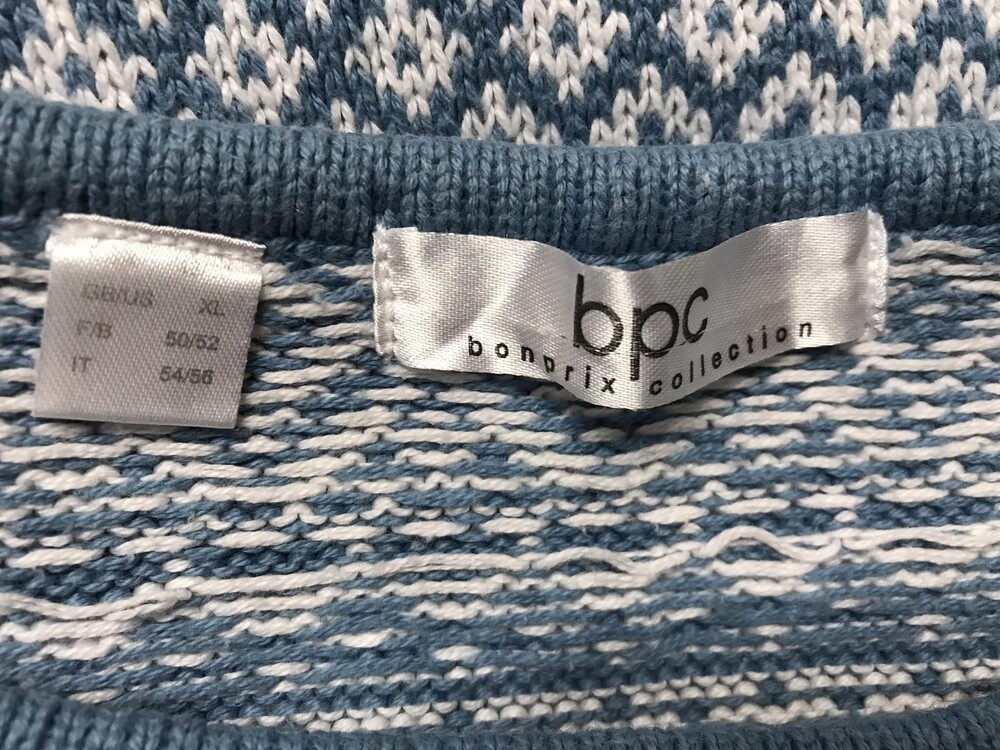 GB/US XL
F/B 50/52
IT 54/56
bpc
bonprix collection